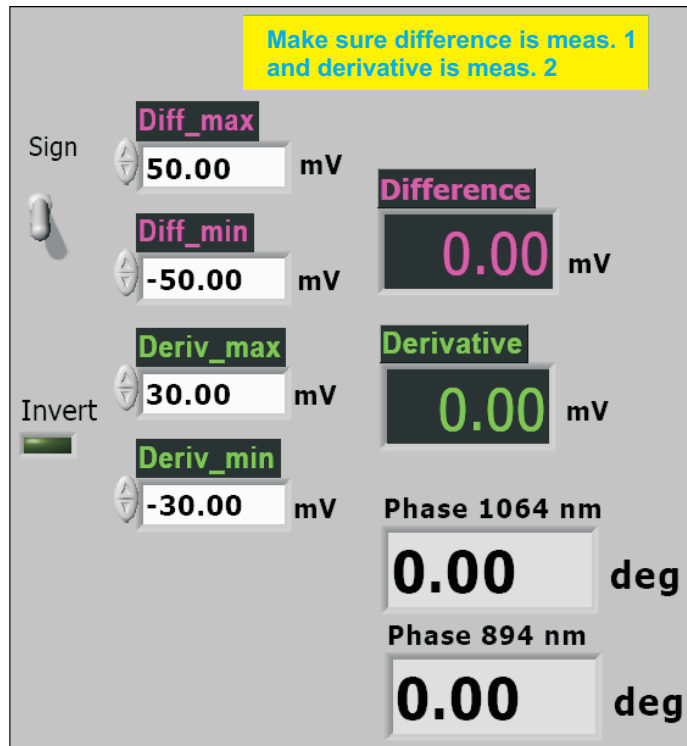 Make sure difference is meas. 1
and derivative is meas. 2
Sign
Diff_max
50.00 mV
Difference
0.00 mV
Diff_min
-50.00 mV
Deriv_max
30.00 mV
Derivative
0.00 mV
Invert
Deriv_min
-30.00 mV
Phase 1064 nm
0.00 deg
Phase 894 nm
0.00 deg